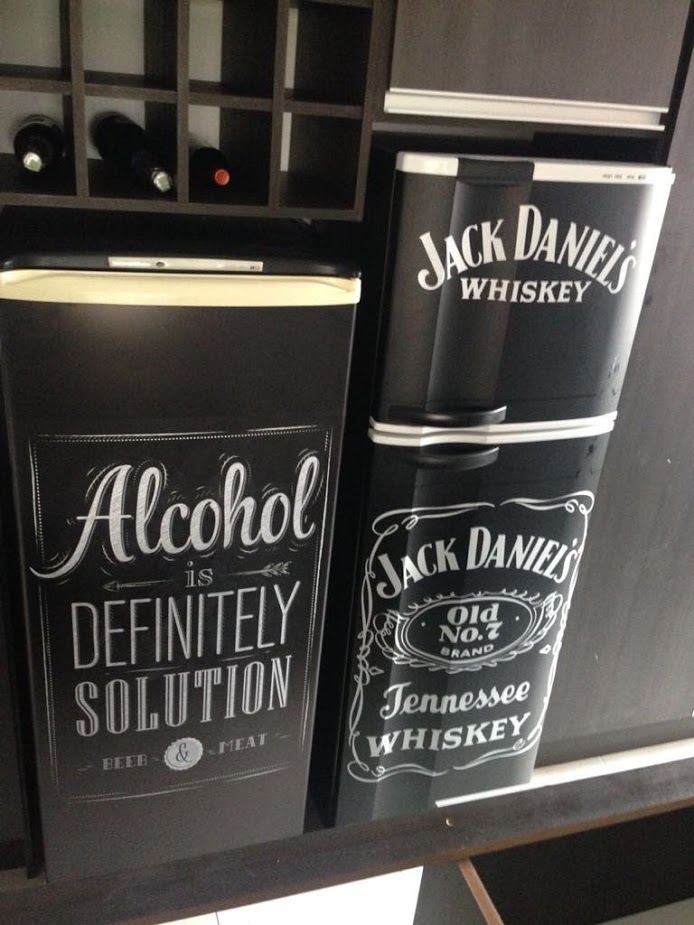 Alcohol
is
DEFINITELY
SOLUTION
BEER & MEAT
JACK DANIEL'S
WHISKEY
JACK DANIEL'S
Old
No.7
BRAND
Tennessee
WHISKEY